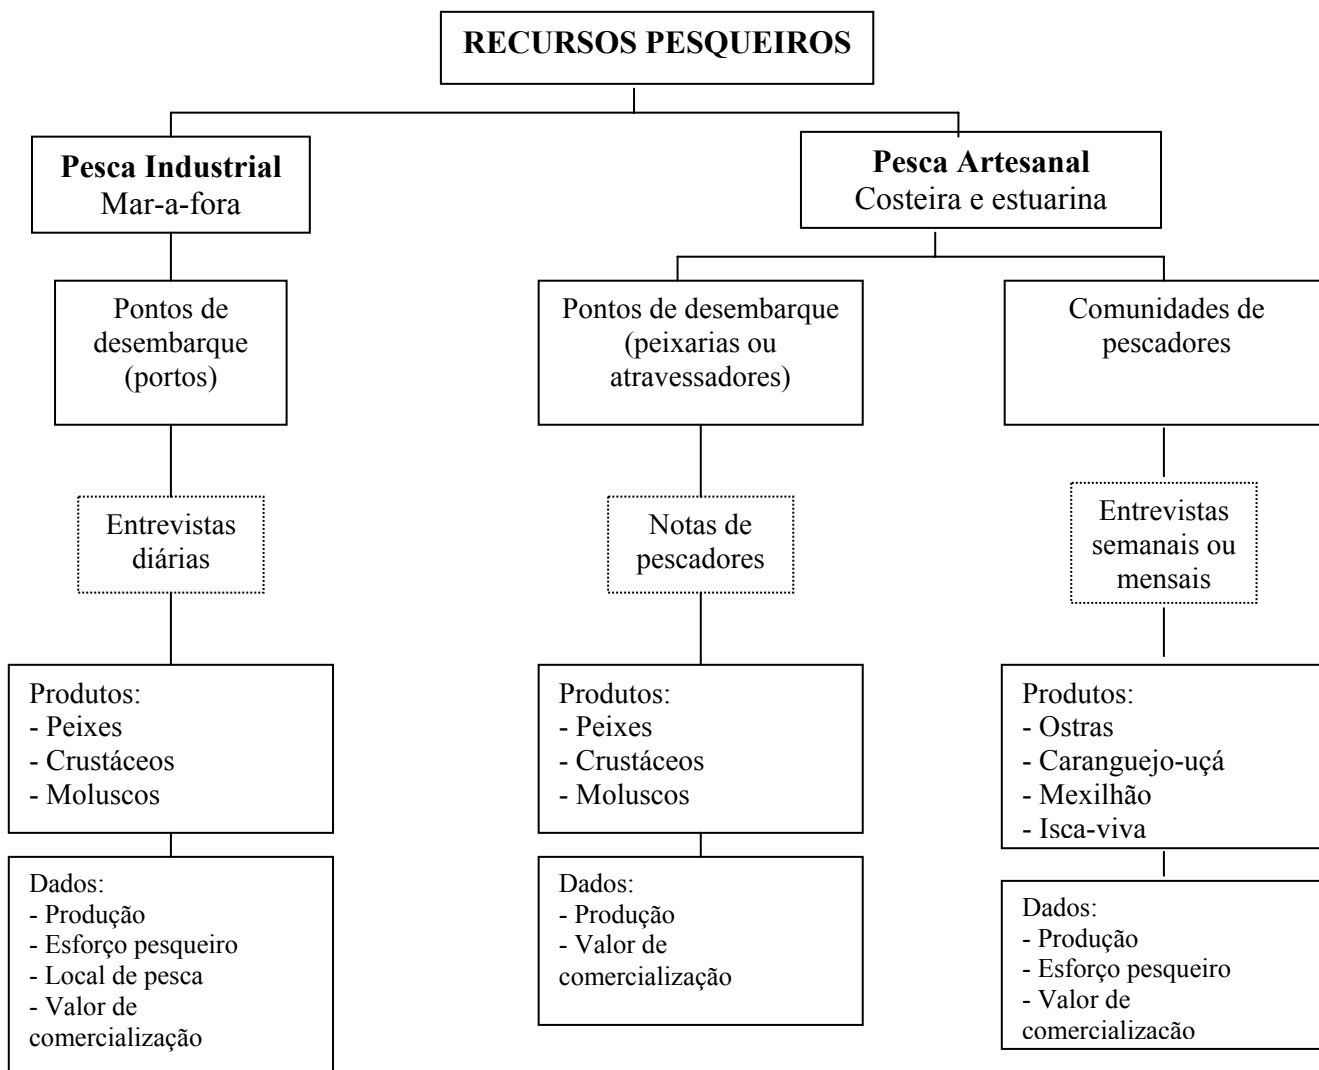 RECURSOS PESQUEIROS
Pesca Industrial
Mar-a-fora
Pesca Artesanal
Costeira e estuarina
Pontos de
desembarque
(portos)
Pontos de desembarque
(peixarias ou
atravessadores)
Comunidades de
pescadores
Entrevistas
diárias
Notas de
pescadores
Entrevistas
semanais ou
mensais
Produtos:
- Peixes
- Crustáceos
- Moluscos
Produtos:
- Peixes
- Crustáceos
- Moluscos
Produtos:
- Ostras
- Caranguejo-uçá
- Mexilhão
- Isca-viva
Dados:
- Produção
- Esforço pesqueiro
- Local de pesca
- Valor de
comercialização
Dados:
- Produção
- Valor de
comercialização
Dados:
- Produção
- Esforço pesqueiro
- Valor de
comercialização